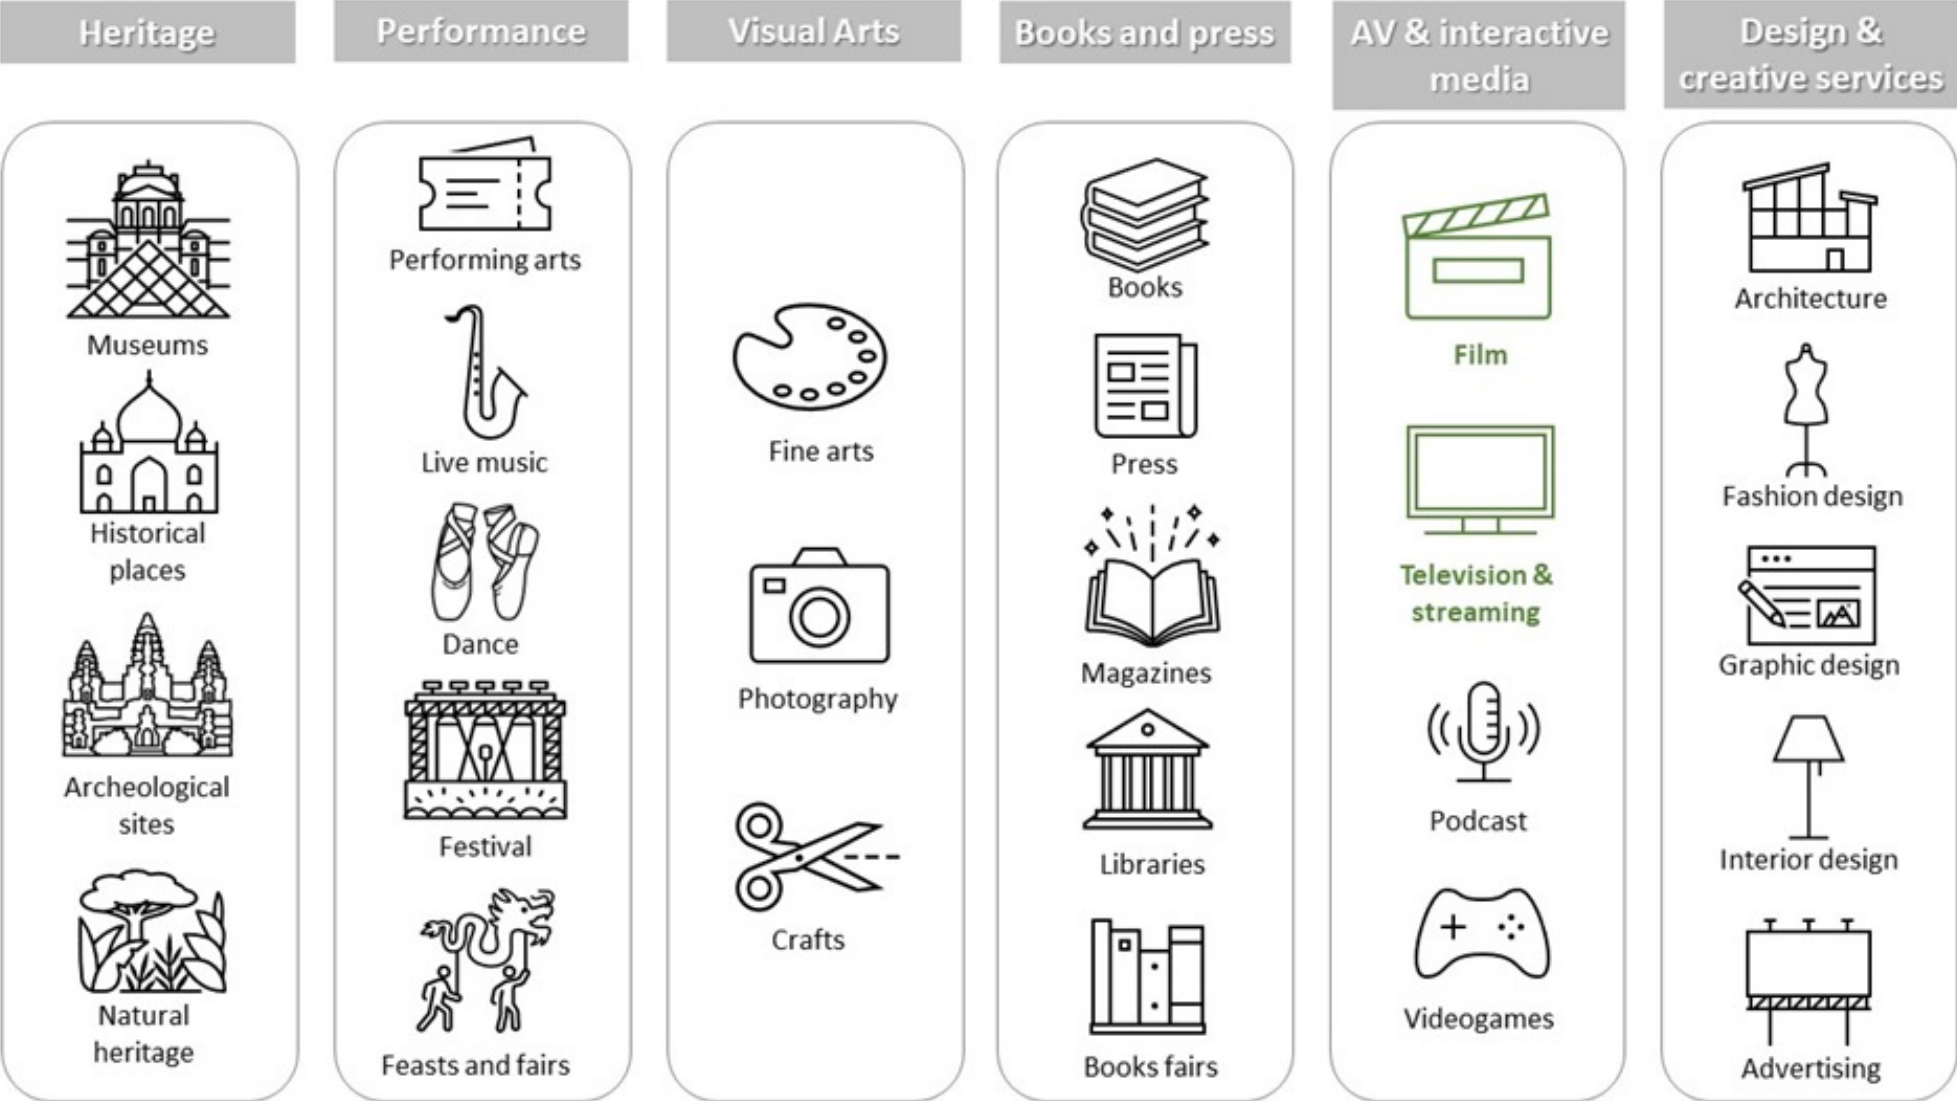 Heritage
Museums
Historical
places
Archeological
sites
Natural
heritage
Performance
Performing arts
Live music
Dance
Festival
Feasts and fairs
Visual Arts
Fine arts
Photography
Crafts
Books and press
Books
Press
Magazines
Libraries
Books fairs
AV & interactive
media
Film
Television &
streaming
Podcast
Videogames
Design &
creative services
Architecture
Fashion design
Graphic design
Interior design
Advertising